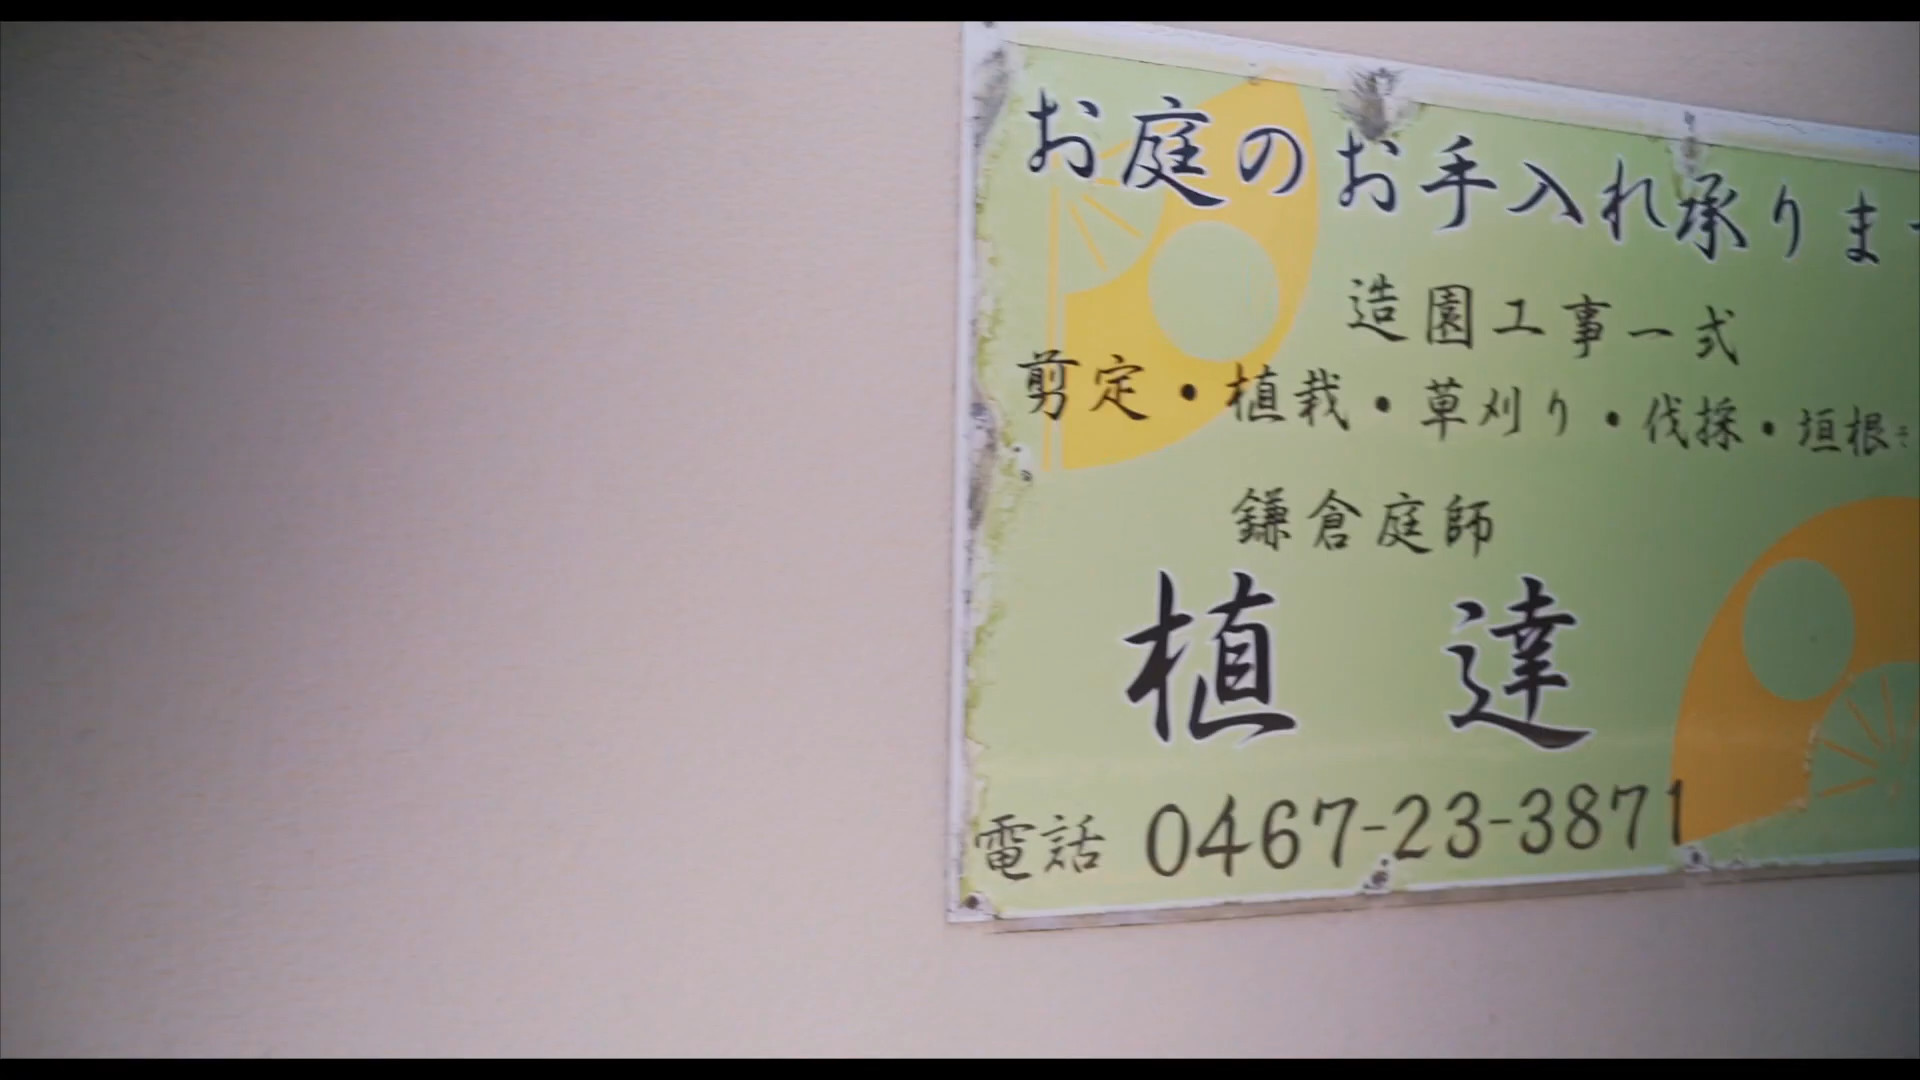 お庭のお手入れ承りま
造園工事一式
剪定・植栽・草刈り・伐採・垣根
鎌倉庭師
植達
電話 0467-23-3871